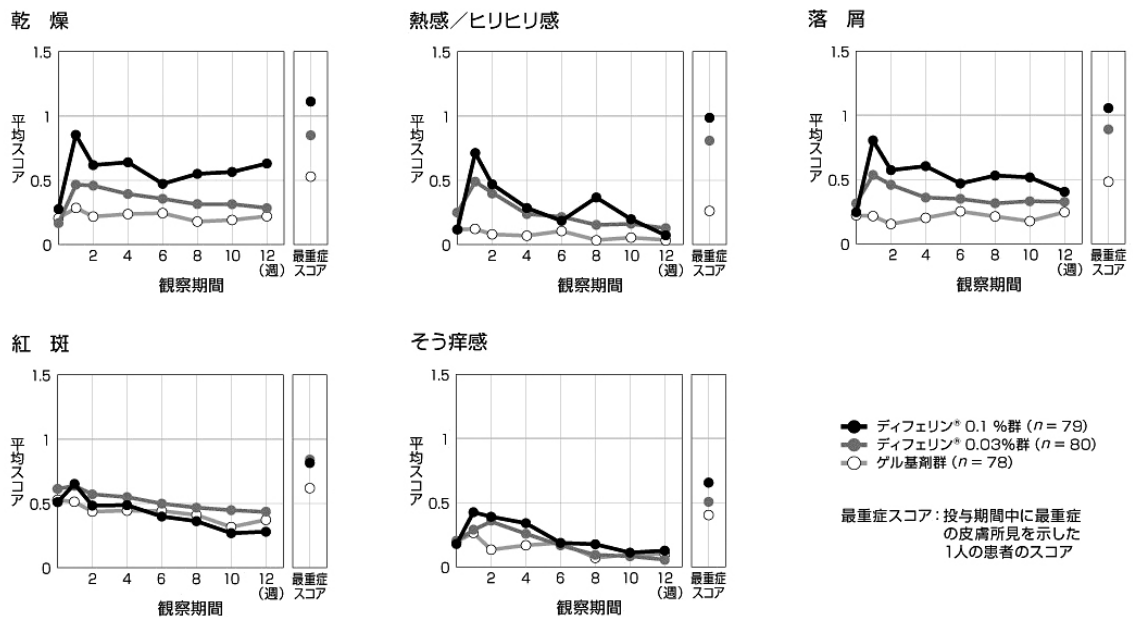 乾 燥
1.5
1
0.5
0
平均スコア
2 4 6 8 10 12
(週)
観察期間
最重症
スコア
熱感／ヒリヒリ感
1.5
1
0.5
0
平均スコア
2 4 6 8 10 12
(週)
観察期間
最重症
スコア
落 屑
1.5
1
0.5
0
平均スコア
2 4 6 8 10 12
(週)
観察期間
最重症
スコア
紅 斑
1.5
1
0.5
0
平均スコア
2 4 6 8 10 12
(週)
観察期間
最重症
スコア
そう痒感
1.5
1
0.5
0
平均スコア
2 4 6 8 10 12
(週)
観察期間
最重症
スコア
ディフェリン® 0.1 %群 (n = 79)
ディフェリン® 0.03%群 (n = 80)
ゲル基剤群 (n = 78)
最重症スコア：投与期間中に最重症
の皮膚所見を示した
1人の患者のスコア